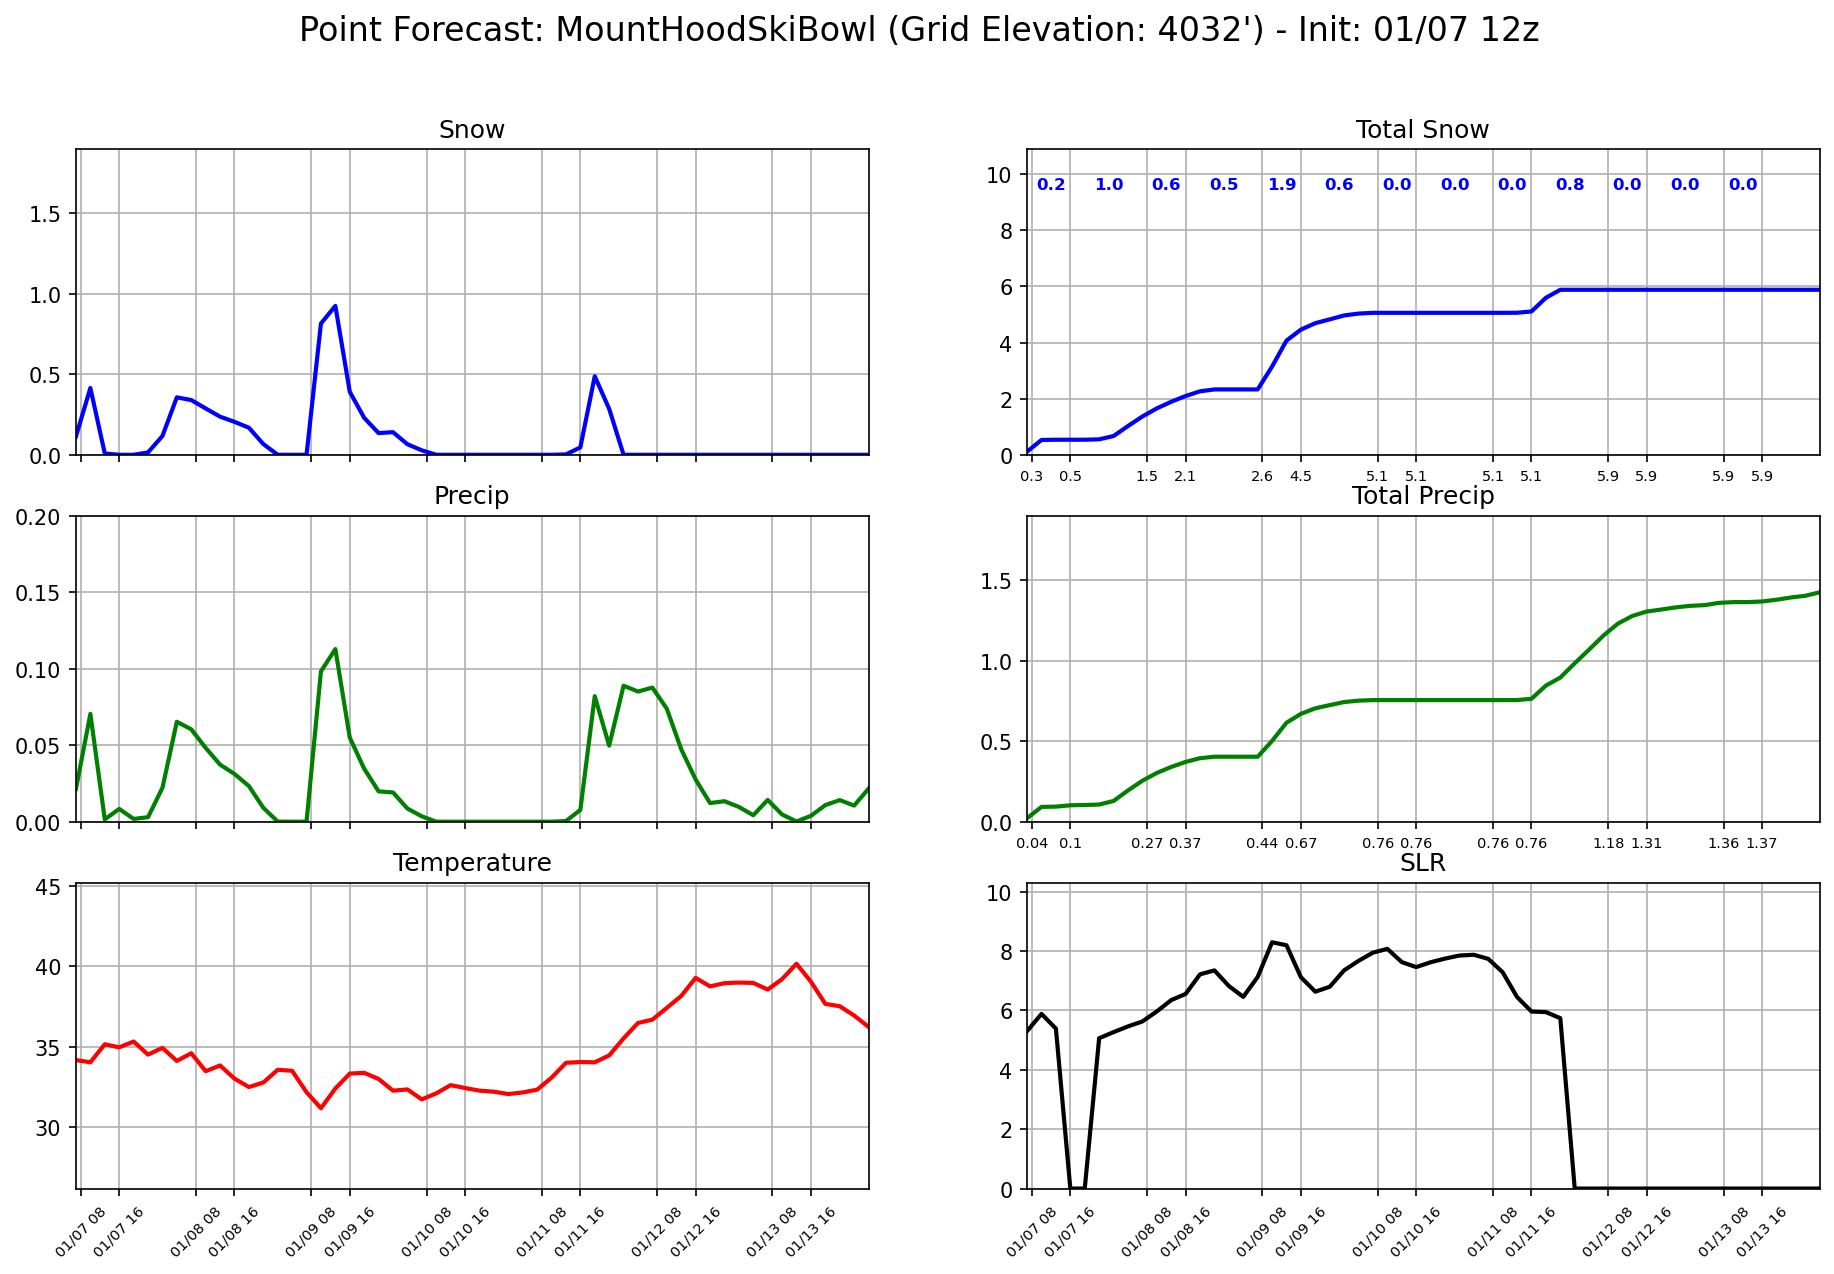 Point Forecast: MountHoodSkiBowl (Grid Elevation: 4032') - Init: 01/07 12z
Snow
1.5
1.0
0.5
0.0
Total Snow
10
8
6
4
2
0
0.2 1.0 0.6 0.5 1.9 0.6 0.0 0.0 0.0 0.8 0.0 0.0 0.0
0.3 0.5 1.5 2.1 2.6 4.5 5.1 5.1 5.1 5.1 5.9 5.9 5.9 5.9
Precip
0.20
0.15
0.10
0.05
0.00
Total Precip
1.5
1.0
0.5
0.0
0.04 0.1 0.27 0.37 0.44 0.67 0.76 0.76 0.76 0.76 1.18 1.31 1.36 1.37
Temperature
45
40
35
30
01/07 08 01/07 16 01/08 08 01/08 16 01/09 08 01/09 16 01/10 08 01/10 16 01/11 08 01/11 16 01/12 08 01/12 16 01/13 08 01/13 16
SLR
10
8
6
4
2
0
01/07 08 01/07 16 01/08 08 01/08 16 01/09 08 01/09 16 01/10 08 01/10 16 01/11 08 01/11 16 01/12 08 01/12 16 01/13 08 01/13 16